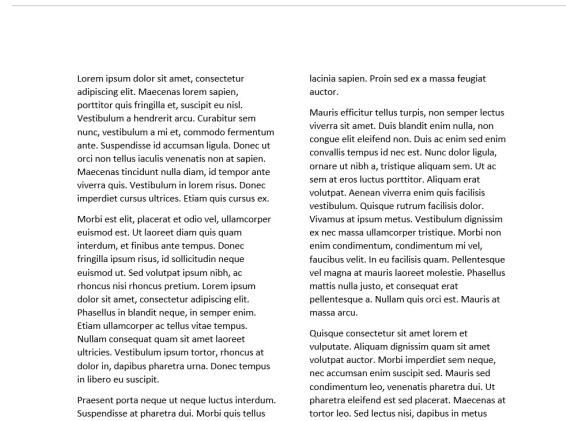 Lorem ipsum dolor sit amet, consectetur
adipiscing elit. Maecenas lorem sapien,
porttitor quis fringilla et, suscipit eu nisl.
Vestibulum a hendrerit arcu. Curabitur sem
nunc, vestibulum a mi et, commodo fermentum
ante. Suspendisse id accumsan ligula. Donec ut
orci non tellus iaculis venenatis non at sapien.
Maecenas tincidunt nulla diam, id tempor ante
viverra quis. Vestibulum in lorem risus. Donec
imperdiet cursus ultrices. Etiam quis cursus ex.
Morbi est elit, placerat et odio vel, ullamcorper
euismod est. Ut laoreet diam quis quam
interdum, et finibus ante tempus. Donec
fringilla ipsum risus, id sollicitudin neque
euismod ut. Sed volutpat ipsum nibh, ac
rhoncus nisi rhoncus pretium. Lorem ipsum
dolor sit amet, consectetur adipiscing elit.
Phasellus in blandit neque, in semper enim.
Etiam ullamcorper ac tellus vitae tempus.
Nullam consequat quam sit amet laoreet
ultricies. Vestibulum ipsum tortor, rhoncus at
dolor in, dapibus pharetra urna. Donec tempus
in libero eu suscipit.
Praesent porta neque ut neque luctus interdum.
Suspendisse at pharetra dui. Morbi quis tellus
lacinia sapien. Proin sed ex a massa feugiat
auctor.
Mauris efficitur tellus turpis, non semper lectus
viverra sit amet. Duis blandit enim nulla, non
congue elit eleifend non. Duis ac enim sed enim
convallis tempus id nec est. Nunc dolor ligula,
ornare ut nibh a, tristique aliquam sem. Ut ac
sem at eros luctus porttitor. Aliquam erat
volutpat. Aenean viverra enim quis facilisis
vestibulum. Quisque rutrum facilisis dolor.
Vivamus at ipsum metus. Vestibulum dignissim
ex nec massa ullamcorper tristique. Morbi non
enim condimentum, condimentum mi vel,
faucibus velit. In eu facilisis quam. Pellentesque
vel magna at mauris laoreet molestie. Phasellus
mattis nulla justo, et consequat erat
pellentesque a. Nullam quis orci est. Mauris at
massa arcu.
Quisque consectetur sit amet lorem et
vulputate. Aliquam dignissim quam sit amet
volutpat auctor. Morbi imperdiet sem neque,
nec accumsan enim suscipit sed. Mauris sed
condimentum leo, venenatis pharetra dui. Ut
pharetra eleifend est sed placerat. Maecenas at
tortor leo. Sed lectus nisi, dapibus in metus